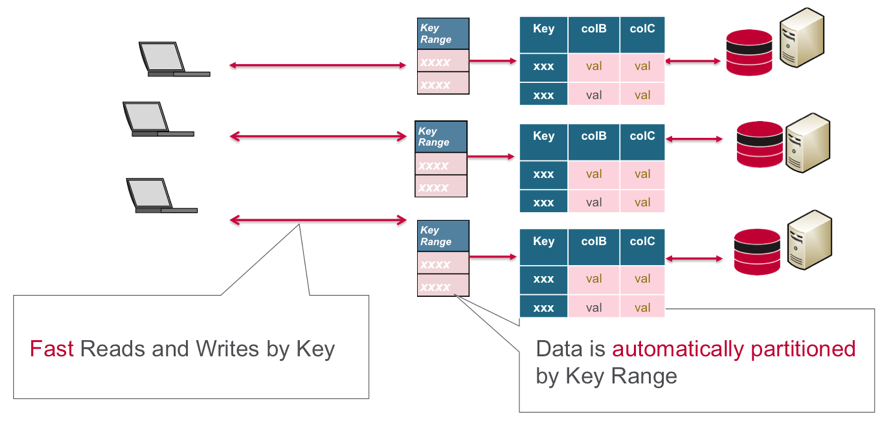 Key
Range
xxxx
xxxx
Key colB colC
xxx val val
xxx val val
Key
Range
xxxx
xxxx
Key colB colC
xxx val val
xxx val val
Key
Range
xxxx
xxxx
Key colB colC
xxx val val
xxx val val
Fast Reads and Writes by Key
Data is automatically partitioned
by Key Range